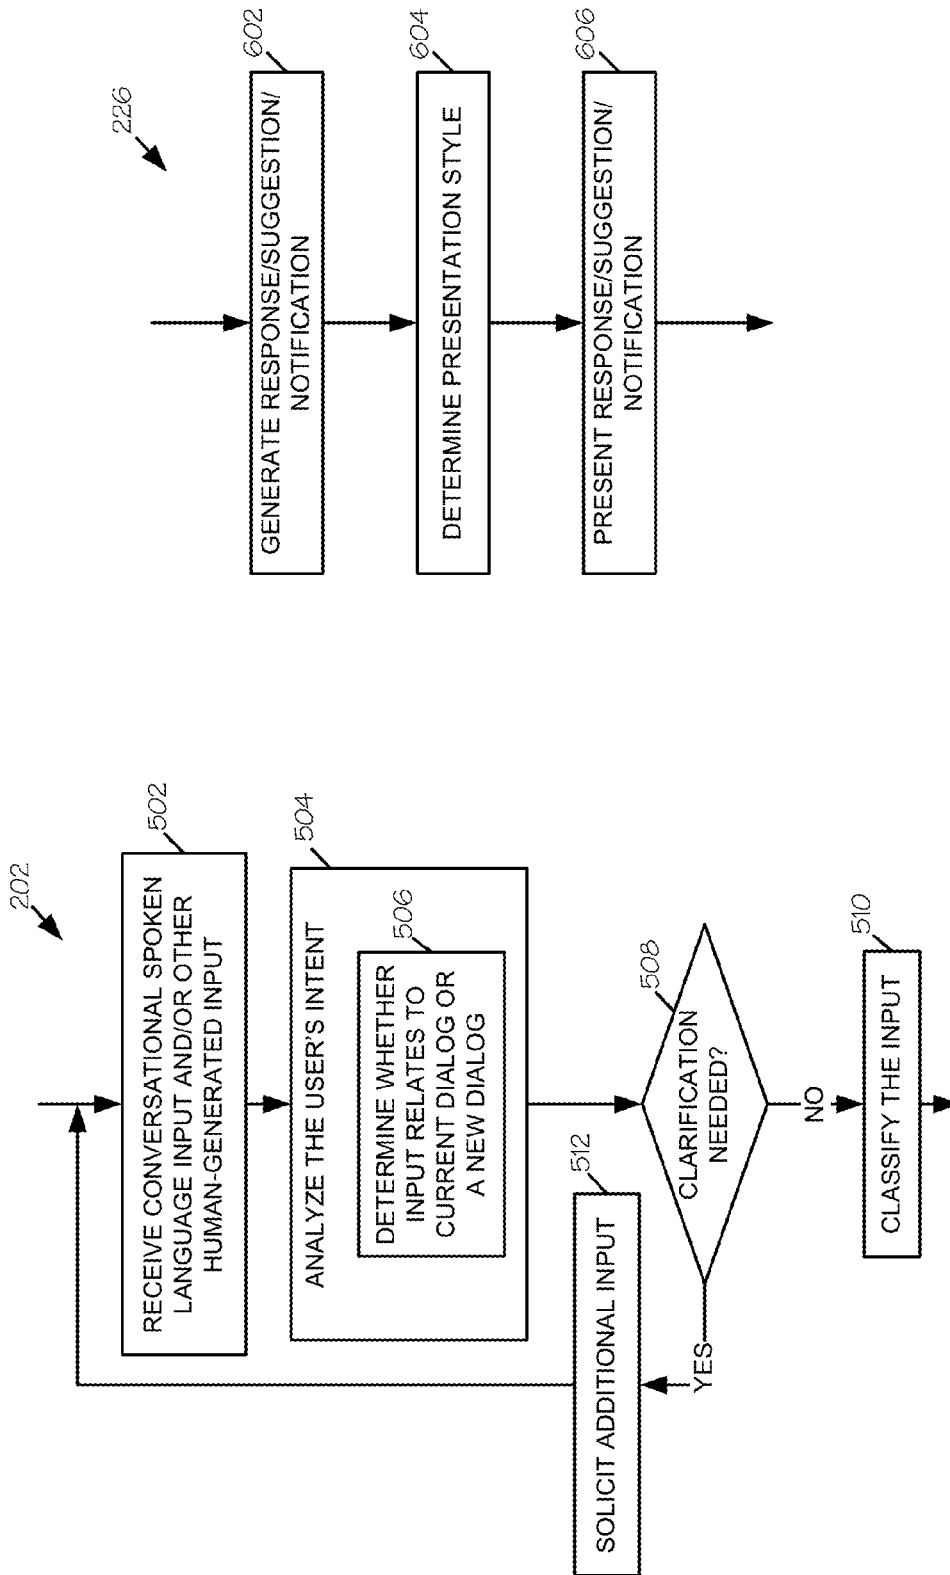 202
502
RECEIVE CONVERSATIONAL SPOKEN
LANGUAGE INPUT AND/OR OTHER
HUMAN-GENERATED INPUT
504
ANALYZE THE USER'S INTENT
506
DETERMINE WHETHER
INPUT RELATES TO
CURRENT DIALOG OR
A NEW DIALOG
508
CLARIFICATION
NEEDED?
YES
512
SOLICIT ADDITIONAL INPUT
NO
510
CLASSIFY THE INPUT
226
602
GENERATE RESPONSE/SUGGESTION/
NOTIFICATION
604
DETERMINE PRESENTATION STYLE
606
PRESENT RESPONSE/SUGGESTION/
NOTIFICATION